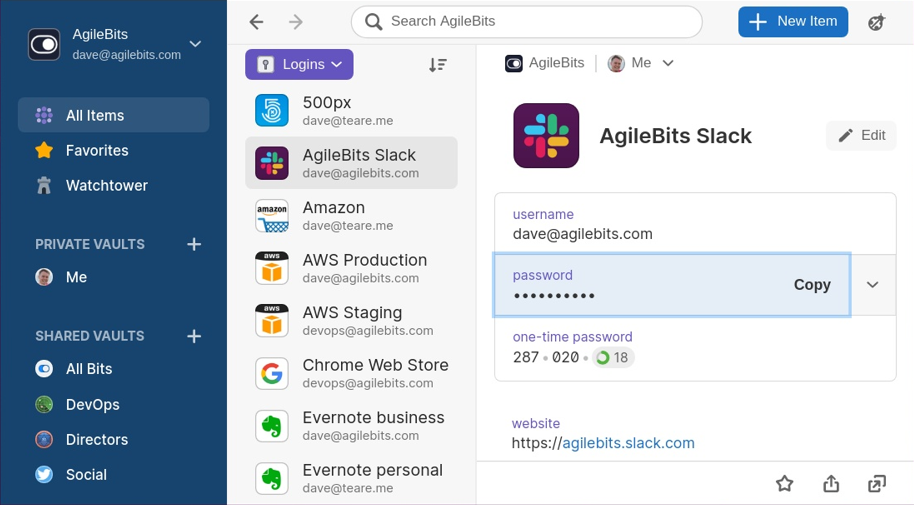 AgileBits
dave@agilebits.com
All Items
Favorites
Watchtower
PRIVATE VAULTS
Me
SHARED VAULTS
All Bits
DevOps
Directors
Social
Search AgileBits
New Item
Logins
500px
dave@teare.me
AgileBits Slack
dave@agilebits.com
amazon
Amazon
dave@teare.me
aws
AWS Production
dave@agilebits.com
aws
AWS Staging
devops@agilebits.com
Chrome Web Store
devops@agilebits.com
Evernote business
dave@agilebits.com
Evernote personal
dave@teare.me
AgileBits
Me
AgileBits Slack
Edit
username
dave@agilebits.com
password
••••••••••
Copy
one-time password
287 • 020 • 18
website
https://agilebits.slack.com